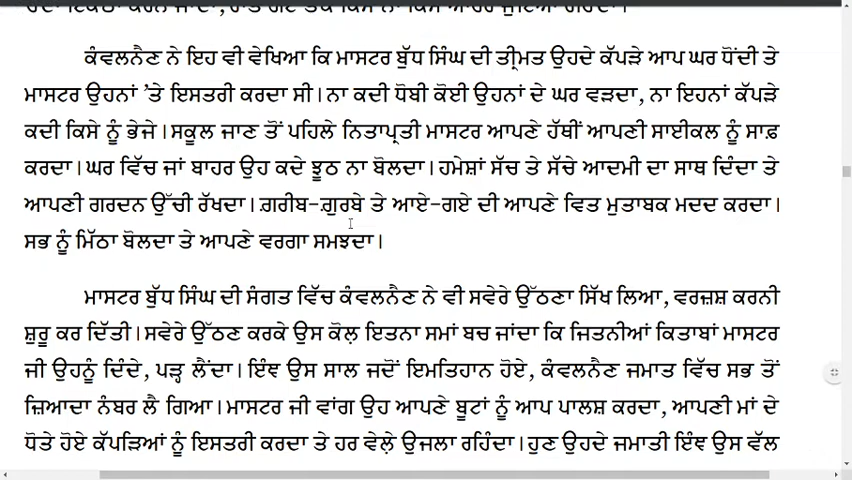 ਕੰਵਲਨੈਣ ਨੇ ਇਹ ਵੀ ਵੇਖਿਆ ਕਿ ਮਾਸਟਰ ਬੁੱਧ ਸਿੰਘ ਦੀ ਤ੍ਰੀਮਤ ਉਹਦੇ ਕੱਪੜੇ ਆਪ ਘਰ ਧੋਂਦੀ ਤੇ
ਮਾਸਟਰ ਉਹਨਾਂ ’ਤੇ ਇਸਤਰੀ ਕਰਦਾ ਸੀ। ਨਾ ਕਦੀ ਧੋਬੀ ਕੋਈ ਉਹਨਾਂ ਦੇ ਘਰ ਵੜਦਾ, ਨਾ ਇਹਨਾਂ ਕੱਪੜੇ
ਕਦੀ ਕਿਸੇ ਨੂੰ ਭੇਜੇ। ਸਕੂਲ ਜਾਣ ਤੋਂ ਪਹਿਲੇ ਨਿਤਾਪ੍ਰਤੀ ਮਾਸਟਰ ਆਪਣੇ ਹੱਥੀਂ ਆਪਣੀ ਸਾਈਕਲ ਨੂੰ ਸਾਫ਼
ਕਰਦਾ। ਘਰ ਵਿੱਚ ਜਾਂ ਬਾਹਰ ਉਹ ਕਦੇ ਝੂਠ ਨਾ ਬੋਲਦਾ। ਹਮੇਸ਼ਾਂ ਸੱਚ ਤੇ ਸੱਚੇ ਆਦਮੀ ਦਾ ਸਾਥ ਦਿੰਦਾ ਤੇ
ਆਪਣੀ ਗਰਦਨ ਉੱਚੀ ਰੱਖਦਾ। ਗ਼ਰੀਬ-ਗ਼ੁਰਬੇ ਤੇ ਆਏ-ਗਏ ਦੀ ਆਪਣੇ ਵਿਤ ਮੁਤਾਬਕ ਮਦਦ ਕਰਦਾ।
ਸਭ ਨੂੰ ਮਿੱਠਾ ਬੋਲਦਾ ਤੇ ਆਪਣੇ ਵਰਗਾ ਸਮਝਦਾ।
ਮਾਸਟਰ ਬੁੱਧ ਸਿੰਘ ਦੀ ਸੰਗਤ ਵਿੱਚ ਕੰਵਲਨੈਣ ਨੇ ਵੀ ਸਵੇਰੇ ਉੱਠਣਾ ਸਿੱਖ ਲਿਆ, ਵਰਜ਼ਸ਼ ਕਰਨੀ
ਸ਼ੁਰੂ ਕਰ ਦਿੱਤੀ। ਸਵੇਰੇ ਉੱਠਣ ਕਰਕੇ ਉਸ ਕੋਲ਼ ਇਤਨਾ ਸਮਾਂ ਬਚ ਜਾਂਦਾ ਕਿ ਜਿਤਨੀਆਂ ਕਿਤਾਬਾਂ ਮਾਸਟਰ
ਜੀ ਉਹਨੂੰ ਦਿੰਦੇ, ਪੜ੍ਹ ਲੈਂਦਾ। ਇੰਞ ਉਸ ਸਾਲ ਜਦੋਂ ਇਮਤਿਹਾਨ ਹੋਏ, ਕੰਵਲਨੈਣ ਜਮਾਤ ਵਿੱਚ ਸਭ ਤੋਂ
ਜ਼ਿਆਦਾ ਨੰਬਰ ਲੈ ਗਿਆ। ਮਾਸਟਰ ਜੀ ਵਾਂਗ ਉਹ ਆਪਣੇ ਬੂਟਾਂ ਨੂੰ ਆਪ ਪਾਲਸ਼ ਕਰਦਾ, ਆਪਣੀ ਮਾਂ ਦੇ
ਧੋਤੇ ਹੋਏ ਕੱਪੜਿਆਂ ਨੂੰ ਇਸਤਰੀ ਕਰਦਾ ਤੇ ਹਰ ਵੇਲ਼ੇ ਉਜਲਾ ਰਹਿੰਦਾ। ਹੁਣ ਉਹਦੇ ਜਮਾਤੀ ਇੰਞ ਉਸ ਵੱਲ